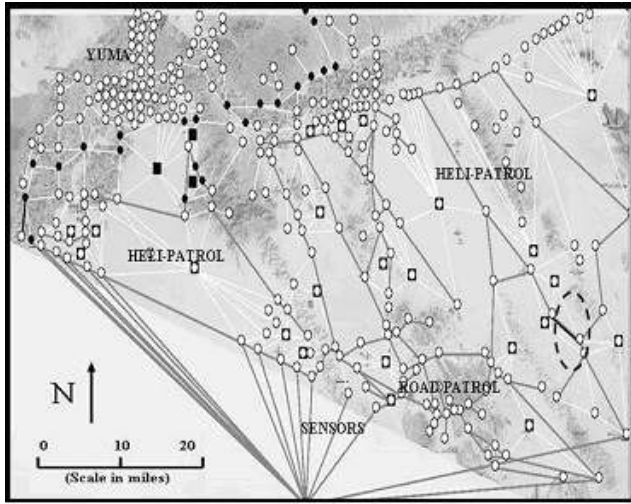 YUMA
HELI-PATROL
HELI-PATROL
ROAD PATROL
SENSORS
N
0 10 20
(Scale in miles)